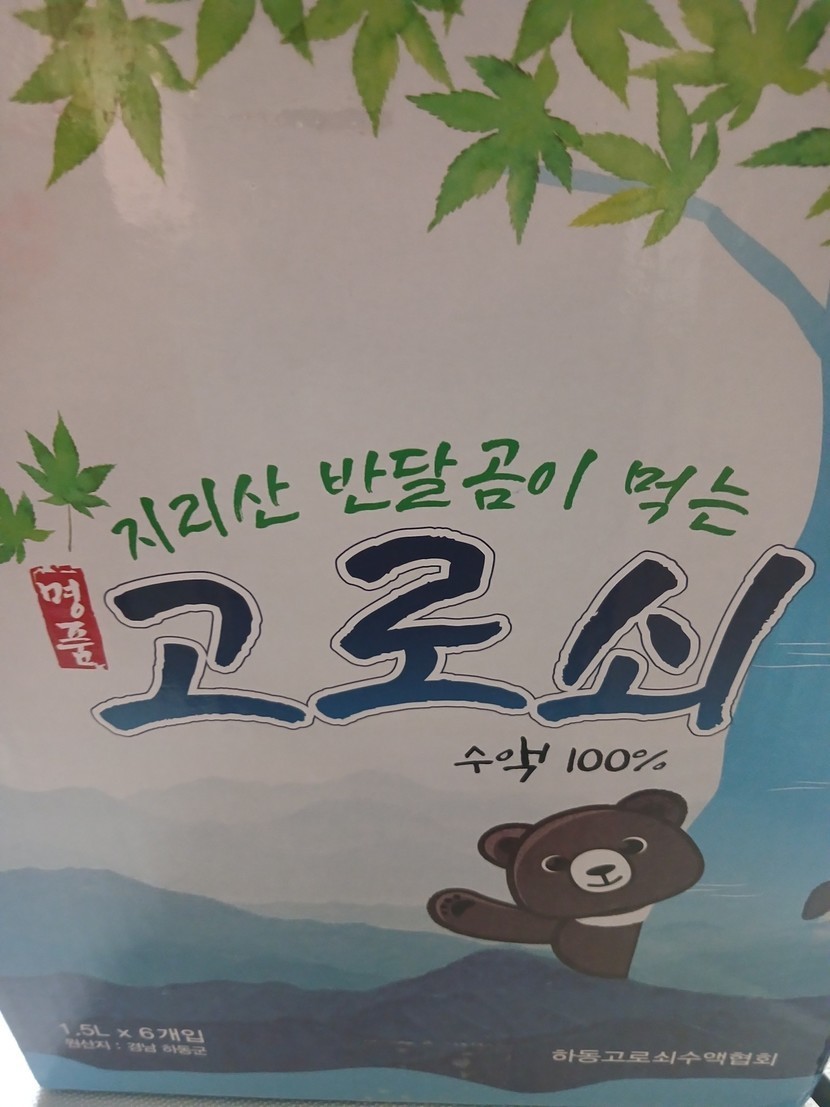 지리산 반달곰이 먹는
명품
고로쇠
수액 100%
1.5L x 6개입
원산지 : 경남 하동군
하동고로쇠수액협회